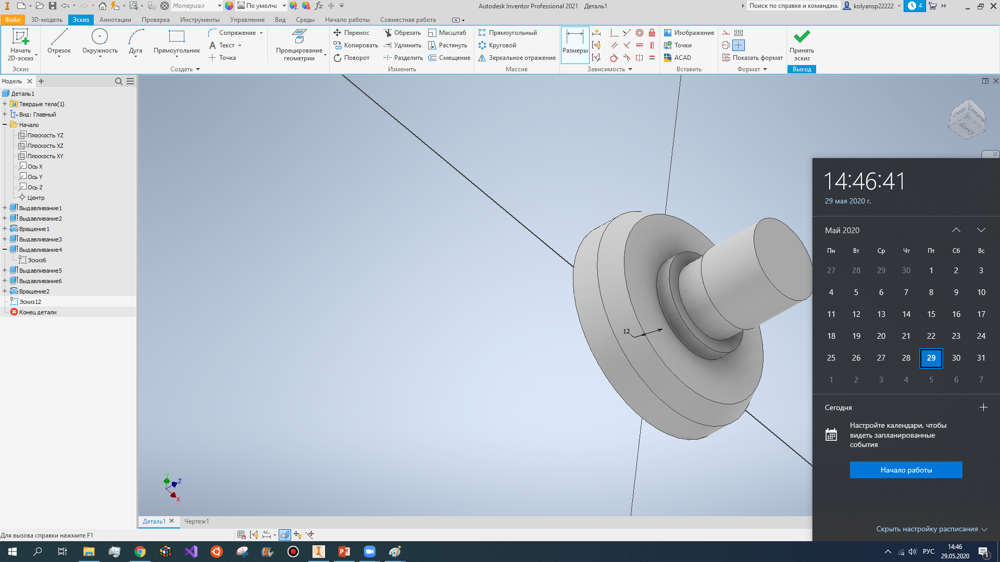 Материал
По умолча
fx
Autodesk Inventor Professional 2021 Деталь1
Поиск по справке и командам.
kolyansp22222
4
Файл 3D-модель Эскиз Аннотации Проверка Инструменты Управление Вид Среды Начало работы Совместная работа
Начать
2D-эскиз
Эскиз
Отрезок
Окружность
Дуга
Прямоугольник
Сопряжение
Текст
Точка
Создать
Проецирование
геометрии
Перенос
Копировать
Поворот
Обрезать
Удлинить
Разделить
Масштаб
Растянуть
Смещение
Изменить
Прямоугольный
Круговой
Зеркальное отражение
Массив
Размеры
Зависимость
Изображение
Точки
ACAD
Вставить
Показать формат
Формат
Принять
эскиз
Выход
Модель
Деталь1
Твердые тела(1)
Вид: Главный
Начало
Плоскость YZ
Плоскость XZ
Плоскость XY
Ось X
Ось Y
Ось Z
Центр
Выдавливание1
Выдавливание2
Вращение1
Выдавливание3
Выдавливание4
Эскиз6
Выдавливание5
Выдавливание6
Вращение2
Эскиз12
Конец детали
12
Y
Z
X
Слева
Снизу
14:46:41
29 мая 2020 г.
Май 2020
Пн Вт Ср Чт Пт Сб Вс
27 28 29 30 1 2 3
4 5 6 7 8 9 10
11 12 13 14 15 16 17
18 19 20 21 22 23 24
25 26 27 28 29 30 31
1 2 3 4 5 6 7
Сегодня
Настройте календари, чтобы
видеть запланированные
события
Начало работы
Скрыть настройку расписания
Деталь1 Чертеж1
Для вызова справки нажмите F1
РУС
14:46
29.05.2020
1